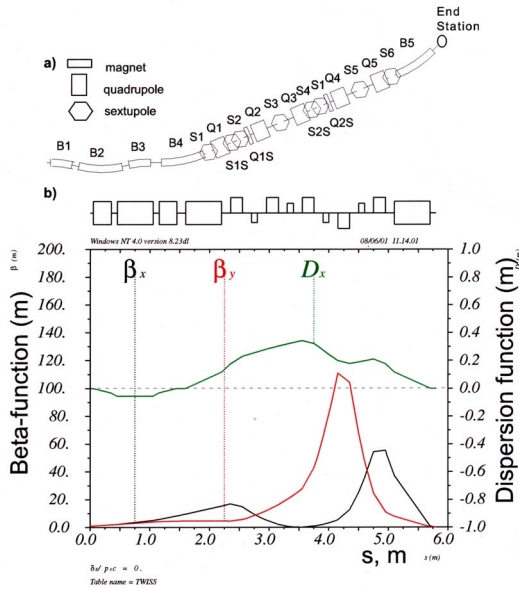 End
Station
a)
magnet
quadrupole
sextupole
B1
B2
B3
B4
S1
Q1
S2
Q2
S3
Q3
S4
S1
Q4
S5
Q5
S6
B5
S1S
Q1S
S2S
Q2S
b)
Windows NT 4.0 version 8.23dl 08/06/01 11.14.01
β (m)
Beta-function (m)
200.
180.
160.
140.
120.
100.
80.
60.
40.
20.
0.0
βx
βy
Dx
1.0
0.8
0.6
0.4
0.2
0.0
-0.2
-0.4
-0.6
-0.8
-1.0
Dispersion function (m)
0.0 1.0 2.0 3.0 4.0 5.0 6.0
s, m
s (m)
Table name = TWISS